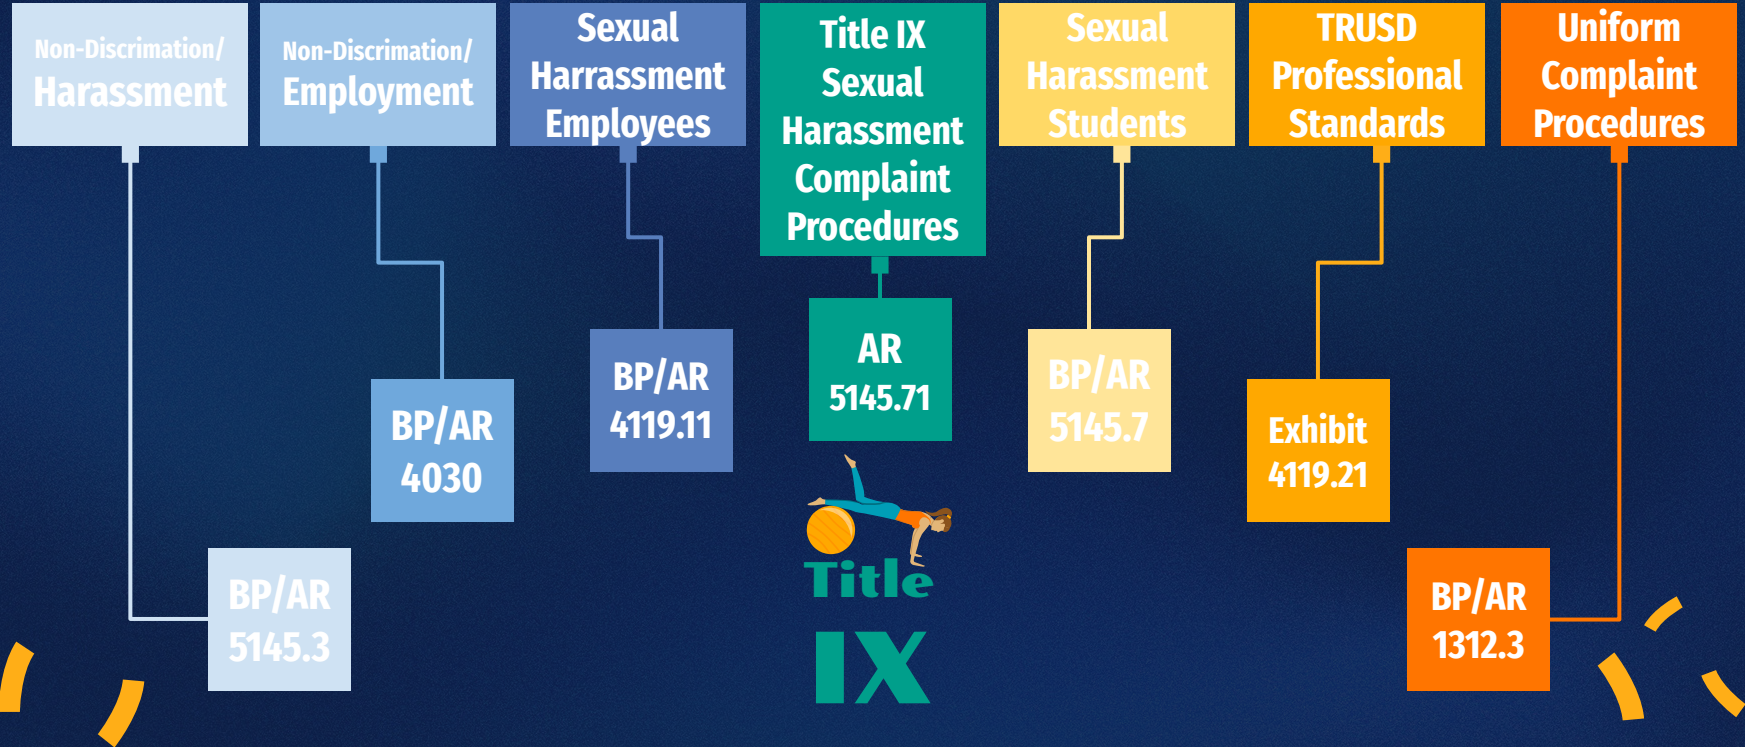 Non-Discrimation/
Harassment
Non-Discrimation/
Employment
Sexual
Harrassment
Employees
Title IX
Sexual
Harassment
Complaint
Procedures
Sexual
Harassment
Students
TRUSD
Professional
Standards
Uniform
Complaint
Procedures
BP/AR
5145.3
BP/AR
4030
BP/AR
4119.11
AR
5145.71
BP/AR
5145.7
Exhibit
4119.21
BP/AR
1312.3
Title
IX